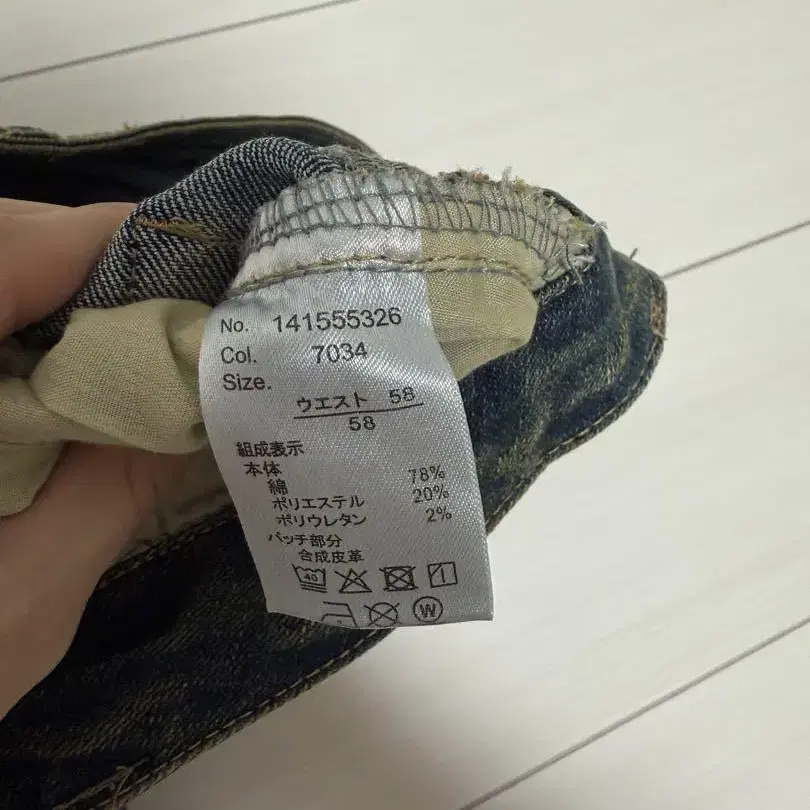 No. 141555326
Col. 7034
Size.
ウエスト 58
58
組成表示
本体
綿 78%
ポリエステル 20%
ポリウレタン 2%
パッチ部分
合成皮革
40
W